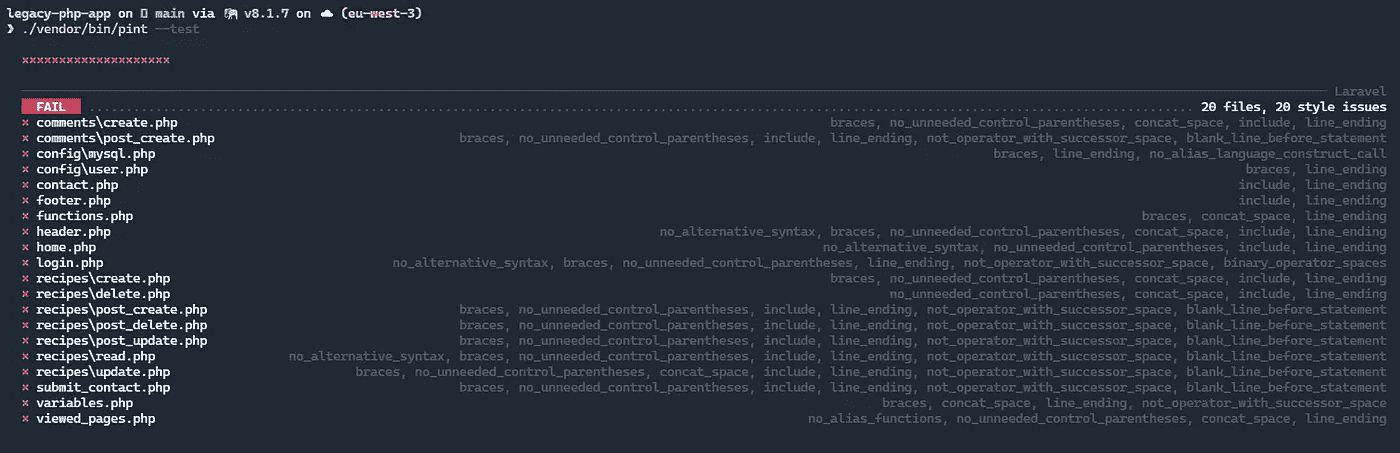 legacy-php-app on main via v8.1.7 on (eu-west-3)
❯ ./vendor/bin/pint --test
××××××××××××××××××××
Laravel
FAIL 20 files, 20 style issues
× comments\create.php braces, no_unneeded_control_parentheses, concat_space, include, line_ending
× comments\post_create.php braces, no_unneeded_control_parentheses, include, line_ending, not_operator_with_successor_space, blank_line_before_statement
× config\mysql.php braces, line_ending, no_alias_language_construct_call
× config\user.php braces, line_ending
× contact.php include, line_ending
× footer.php include, line_ending
× functions.php braces, concat_space, line_ending
× header.php no_alternative_syntax, braces, no_unneeded_control_parentheses, concat_space, include, line_ending
× home.php no_alternative_syntax, no_unneeded_control_parentheses, include, line_ending
× login.php no_alternative_syntax, braces, no_unneeded_control_parentheses, line_ending, not_operator_with_successor_space, binary_operator_spaces
× recipes\create.php braces, no_unneeded_control_parentheses, concat_space, include, line_ending
× recipes\delete.php no_unneeded_control_parentheses, concat_space, include, line_ending
× recipes\post_create.php braces, no_unneeded_control_parentheses, include, line_ending, not_operator_with_successor_space, blank_line_before_statement
× recipes\post_delete.php braces, no_unneeded_control_parentheses, include, line_ending, not_operator_with_successor_space, blank_line_before_statement
× recipes\post_update.php braces, no_unneeded_control_parentheses, include, line_ending, not_operator_with_successor_space, blank_line_before_statement
× recipes\read.php no_alternative_syntax, braces, no_unneeded_control_parentheses, include, line_ending, not_operator_with_successor_space, blank_line_before_statement
× recipes\update.php braces, no_unneeded_control_parentheses, concat_space, include, line_ending, not_operator_with_successor_space, blank_line_before_statement
× submit_contact.php braces, no_unneeded_control_parentheses, include, line_ending, not_operator_with_successor_space, blank_line_before_statement
× variables.php braces, concat_space, line_ending, not_operator_with_successor_space
× viewed_pages.php no_alias_functions, no_unneeded_control_parentheses, concat_space, line_ending